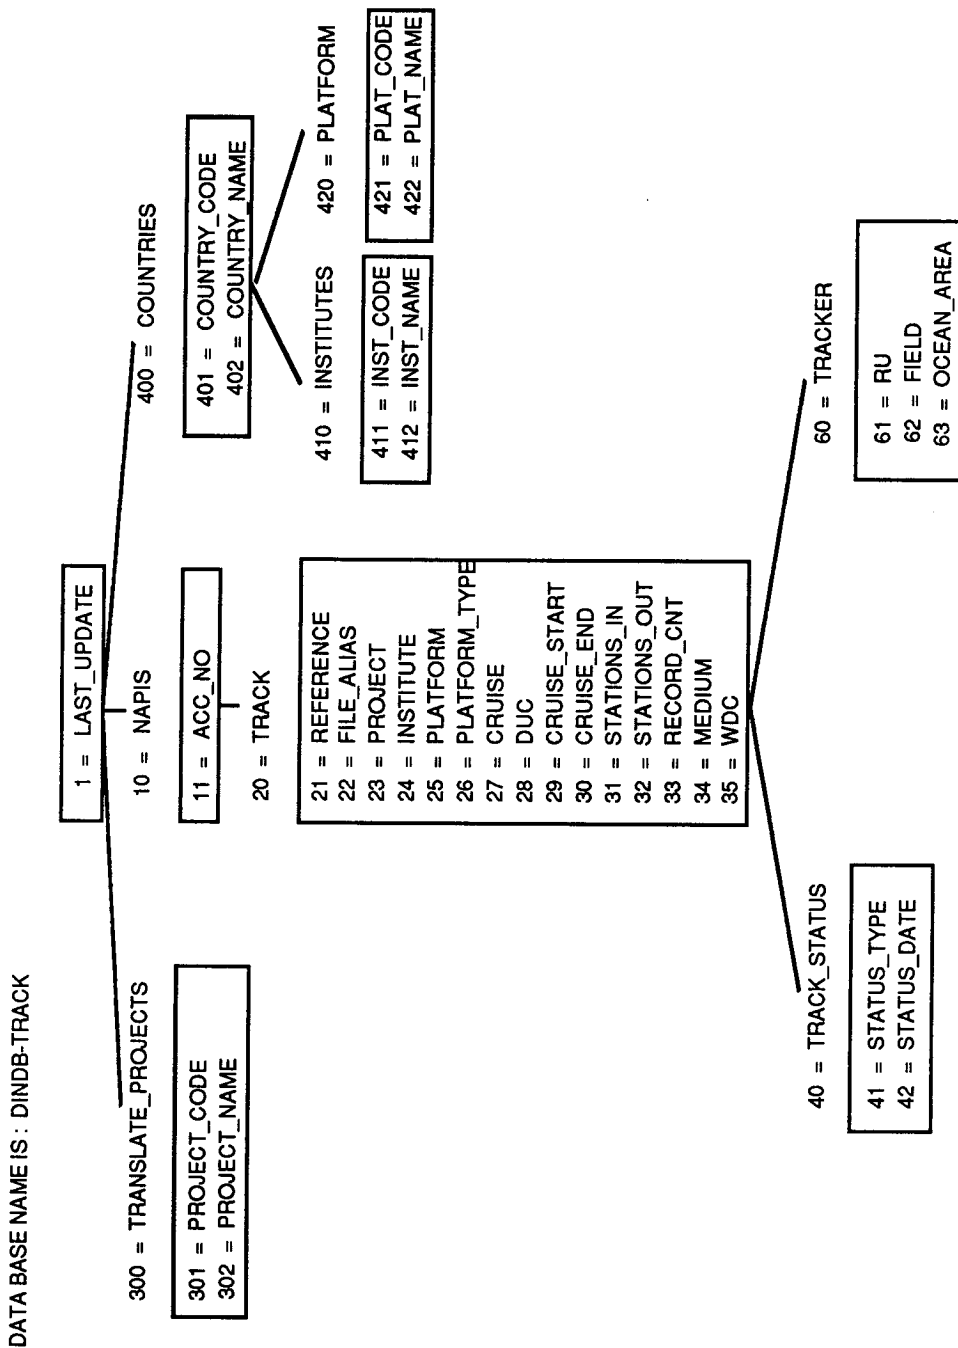 DATA BASE NAME IS : DINDB-TRACK
1 = LAST_UPDATE
300 = TRANSLATE_PROJECTS
301 = PROJECT_CODE
302 = PROJECT_NAME
10 = NAPIS
11 = ACC_NO
20 = TRACK
21 = REFERENCE
22 = FILE_ALIAS
23 = PROJECT
24 = INSTITUTE
25 = PLATFORM
26 = PLATFORM_TYPE
27 = CRUISE
28 = DUC
29 = CRUISE_START
30 = CRUISE_END
31 = STATIONS_IN
32 = STATIONS_OUT
33 = RECORD_CNT
34 = MEDIUM
35 = WDC
400 = COUNTRIES
401 = COUNTRY_CODE
402 = COUNTRY_NAME
410 = INSTITUTES
411 = INST_CODE
412 = INST_NAME
420 = PLATFORM
421 = PLAT_CODE
422 = PLAT_NAME
40 = TRACK_STATUS
41 = STATUS_TYPE
42 = STATUS_DATE
60 = TRACKER
61 = RU
62 = FIELD
63 = OCEAN_AREA